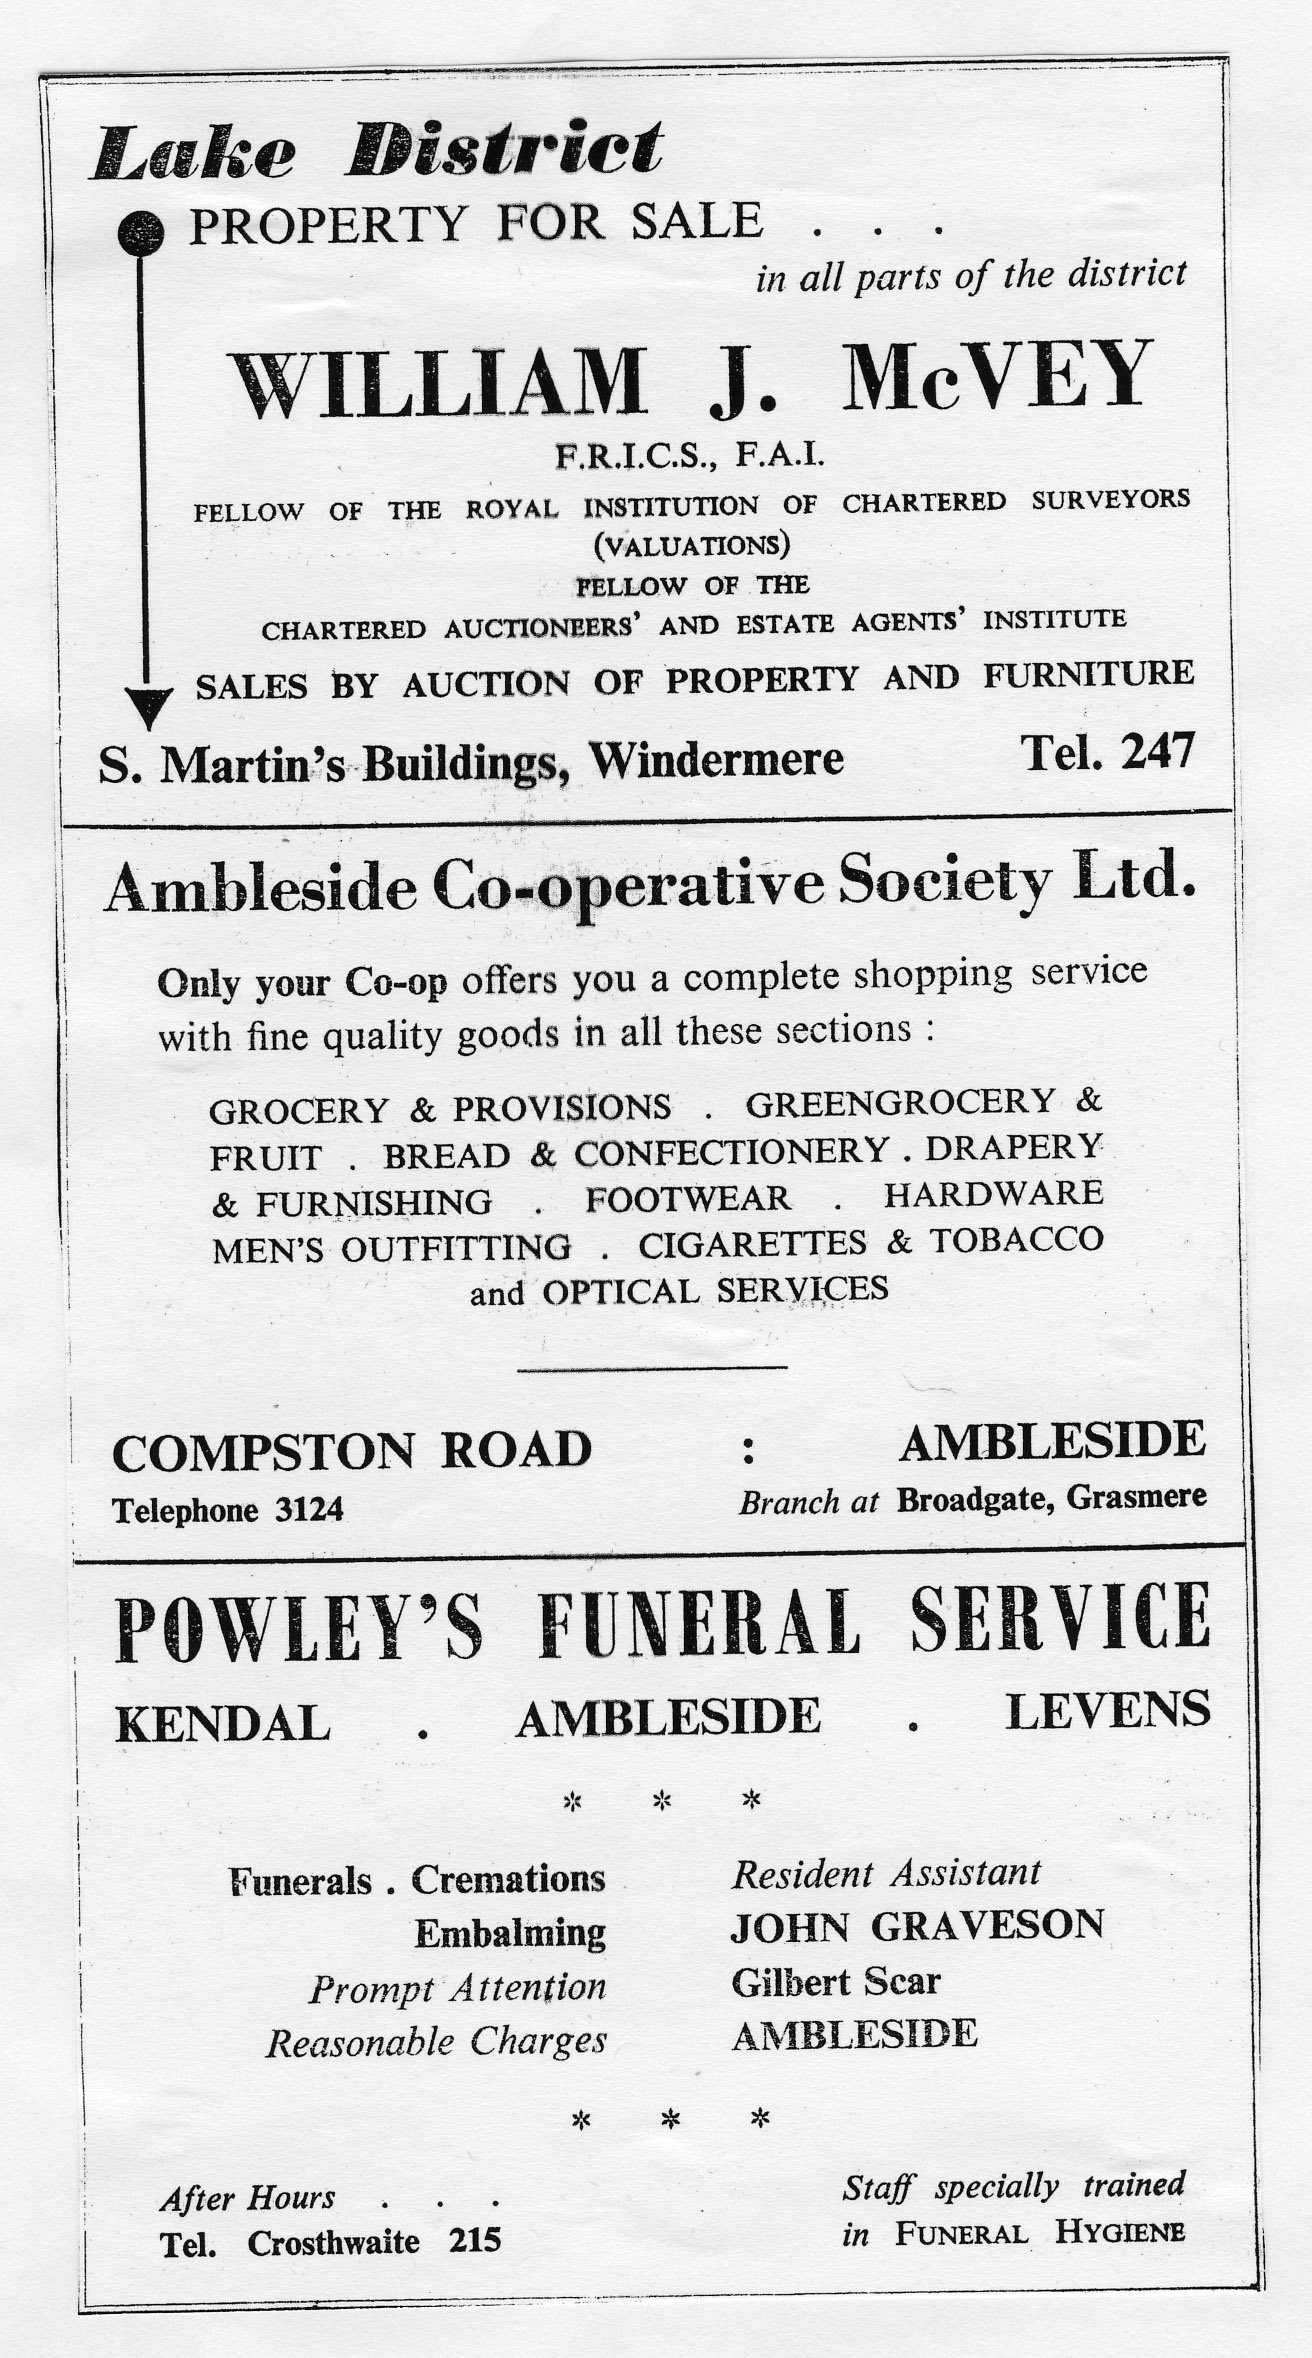 Lake District
PROPERTY FOR SALE . . .
in all parts of the district
WILLIAM J. McVEY
F.R.I.C.S., F.A.I.
FELLOW OF THE ROYAL INSTITUTION OF CHARTERED SURVEYORS
(VALUATIONS)
FELLOW OF THE
CHARTERED AUCTIONEERS' AND ESTATE AGENTS' INSTITUTE
SALES BY AUCTION OF PROPERTY AND FURNITURE
S. Martin's Buildings, Windermere Tel. 247
Ambleside Co-operative Society Ltd.
Only your Co-op offers you a complete shopping service
with fine quality goods in all these sections :
GROCERY & PROVISIONS . GREENGROCERY &
FRUIT . BREAD & CONFECTIONERY . DRAPERY
& FURNISHING . FOOTWEAR . HARDWARE
MEN'S OUTFITTING . CIGARETTES & TOBACCO
and OPTICAL SERVICES
COMPSTON ROAD : AMBLESIDE
Telephone 3124 Branch at Broadgate, Grasmere
POWLEY'S FUNERAL SERVICE
KENDAL . AMBLESIDE . LEVENS
* * *
Funerals . Cremations
Embalming
Prompt Attention
Reasonable Charges
Resident Assistant
JOHN GRAVESON
Gilbert Scar
AMBLESIDE
* * *
After Hours . . .
Tel. Crosthwaite 215
Staff specially trained
in FUNERAL HYGIENE